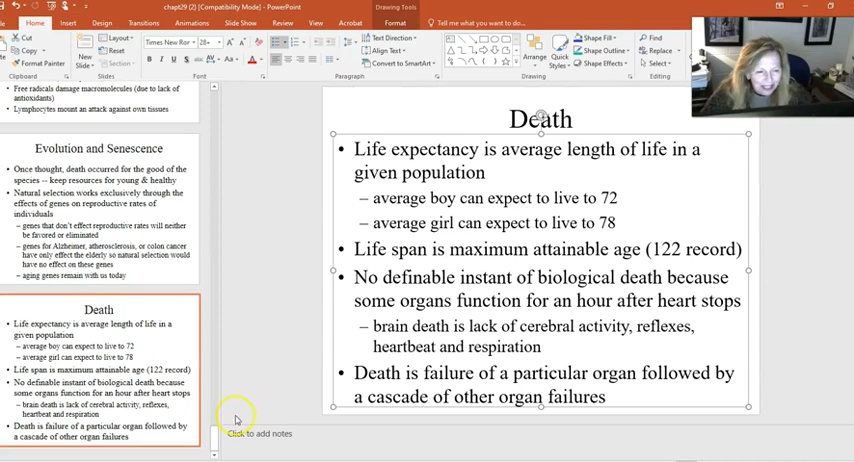 chapt29 (2) [Compatibility Mode] - PowerPoint
Drawing Tools
Home
Insert
Design
Transitions
Animations
Slide Show
Review
View
Acrobat
Format
Tell me what you want to do...
Cut
Copy
Format Painter
Clipboard
New
Slide
Layout
Reset
Section
Slides
Times New Ro
28+
Font
Text Direction
Align Text
Convert to SmartArt
Paragraph
Arrange
Quick
Styles
Shape Fill
Shape Outline
Shape Effects
Drawing
Find
Replace
Select
Editing
Free radicals damage macromolecules (due to lack of
antioxidants)
• Lymphocytes mount an attack against own tissues
Evolution and Senescence
• Once thought, death occurred for the good of the
species -- keep resources for young & healthy
• Natural selection works exclusively through the
effects of genes on reproductive rates of
individuals
– genes that don't effect reproductive rates will neither
be favored or eliminated
– genes for Alzheimer, atherosclerosis, or colon cancer
have only effect the elderly so natural selection would
have no effect on these genes
– aging genes remain with us today
Death
Life expectancy is average length of life in a
given population
– average boy can expect to live to 72
– average girl can expect to live to 78
Life span is maximum attainable age (122 record)
No definable instant of biological death because
some organs function for an hour after heart stops
– brain death is lack of cerebral activity, reflexes,
heartbeat and respiration
Death is failure of a particular organ followed by
a cascade of other organ failures
Death
• Life expectancy is average length of life in a
given population
– average boy can expect to live to 72
– average girl can expect to live to 78
• Life span is maximum attainable age (122 record)
• No definable instant of biological death because
some organs function for an hour after heart stops
– brain death is lack of cerebral activity, reflexes,
heartbeat and respiration
• Death is failure of a particular organ followed by
a cascade of other organ failures
Click to add notes